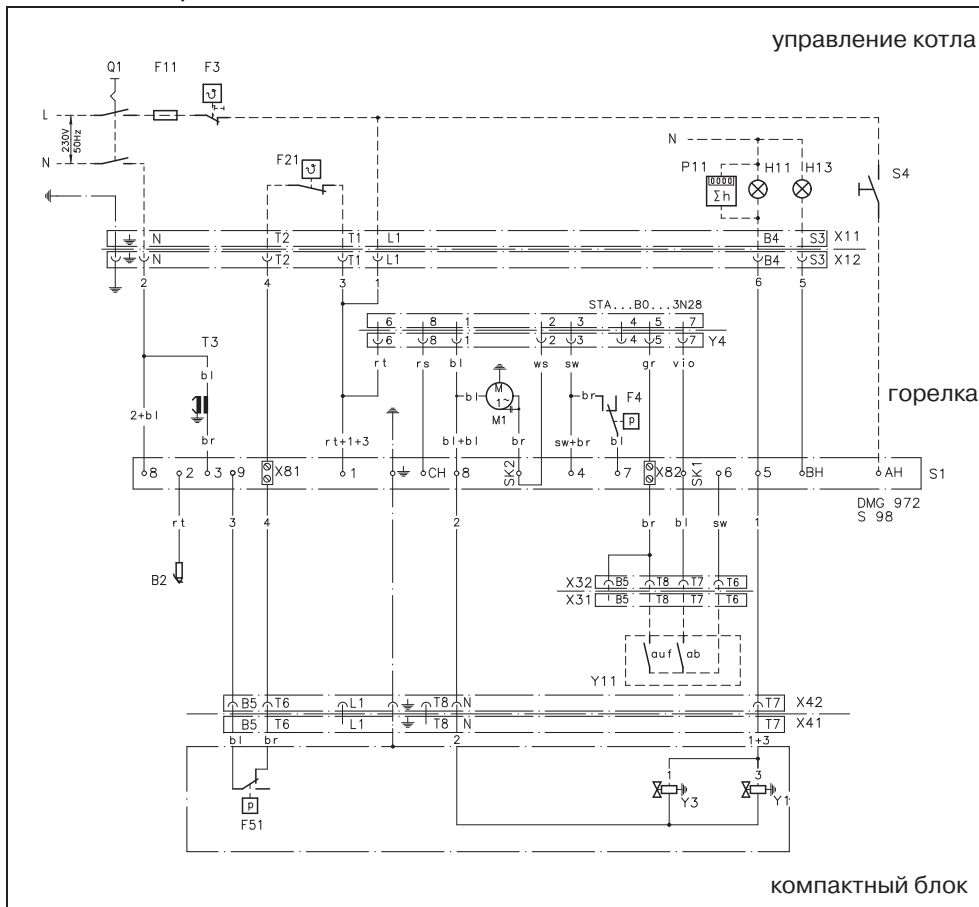 управление котла
Q1 F11 F3
L
230V
50Hz
N
F21
N
P11 H11 H13
Σh
S4
N T2 T1 L1 B4 S3 X11
N T2 T1 L1 B4 S3 X12
2 4 3 1 6 5
STA...B0...3N28
6 8 1 2 3 4 5 7
6 8 1 2 3 4 5 7 Y4
rt rs bl ws sw gr vio
T3
bl
M
1~
M1
bl
br
F4
p
горелка
2+bl
br
rt+1+3
bl+bl
br
sw+br
bl
8 2 3 9 X81 1 CH 8 SK2 4 7 X82 SK1 6 5 BH AH S1
DMG 972
S 98
rt 3 4 2 br bl sw 1
B2
X32 B5 T8 T7 T6
X31 B5 T8 T7 T6
auf ab
Y11
B5 T6 L1 T8 N T7 X42
B5 T6 L1 T8 N T7 X41
bl br 2 1+3
p
F51
1 3
Y3 Y1
компактный блок